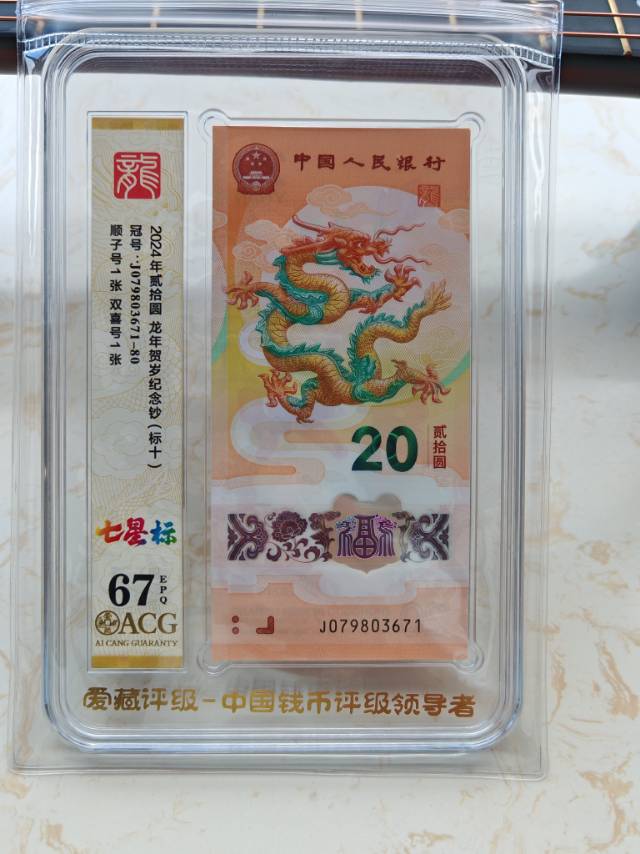 龍
2024年贰拾圆 龙年贺岁纪念钞(标十)
冠号:J079803671-80
顺子号1张 双喜号1张
七星标
67 EPQ
ACG
AI CANG GUARANTY
中国人民银行
龍
20
贰拾圆
福
J079803671
爱藏评级-中国钱币评级领导者